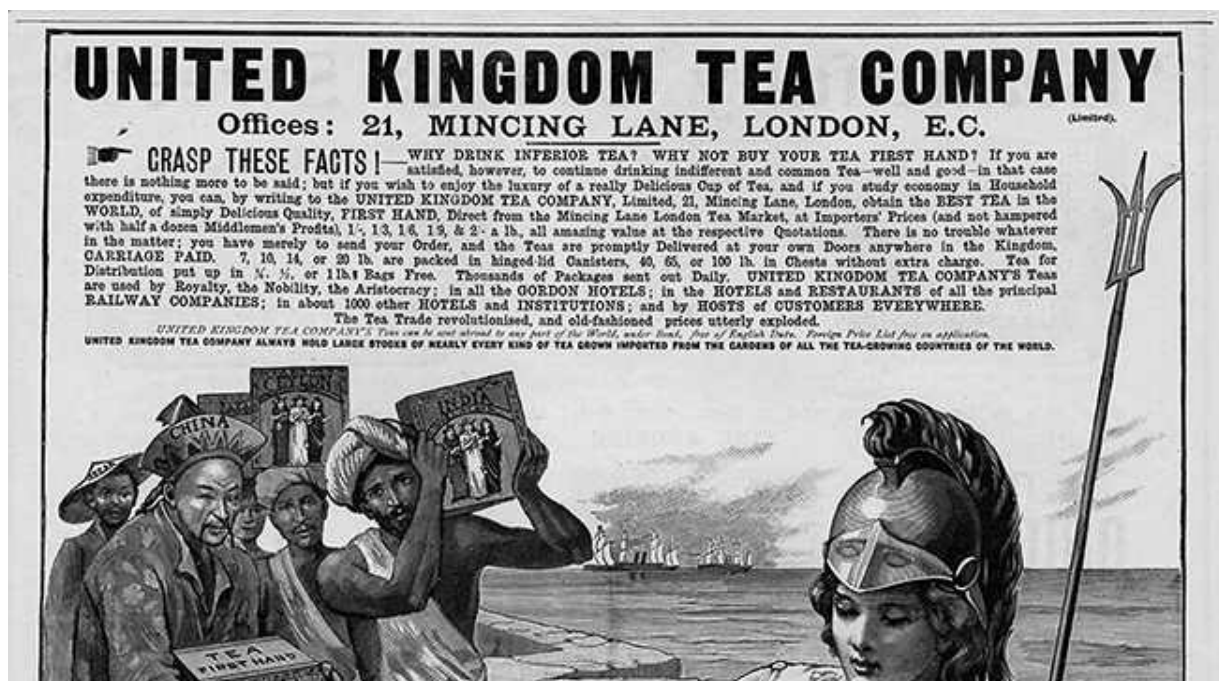 UNITED KINGDOM TEA COMPANY
(Limited).
Offices: 21, MINCING LANE, LONDON, E.C.
GRASP THESE FACTS!—WHY DRINK INFERIOR TEA? WHY NOT BUY YOUR TEA FIRST HAND? If you are
satisfied, however, to continue drinking indifferent and common Tea—well and good—in that case
there is nothing more to be said; but if you wish to enjoy the luxury of a really Delicious Cup of Tea, and if you study economy in Household
expenditure, you can, by writing to the UNITED KINGDOM TEA COMPANY, Limited, 21, Mincing Lane, London, obtain the BEST TEA in the
WORLD, of simply Delicious Quality, FIRST HAND, Direct from the Mincing Lane London Tea Market, at Importers' Prices (and not hampered
with half a dozen Middlemen's Profits), 1/-, 1/3, 1/6, 1/9, & 2/- a lb., all amazing value at the respective Quotations. There is no trouble whatever
in the matter; you have merely to send your Order, and the Teas are promptly Delivered at your own Doors anywhere in the Kingdom,
CARRIAGE PAID. 7, 10, 14, or 20 lb. are packed in hinged-lid Canisters, 40, 65, or 100 lb. in Chests without extra charge. Tea for
Distribution put up in ¼, ½, or 1 lb. Bags Free. Thousands of Packages sent out Daily. UNITED KINGDOM TEA COMPANY'S Teas
are used by Royalty, the Nobility, the Aristocracy; in all the GORDON HOTELS; in the HOTELS and RESTAURANTS of all the principal
RAILWAY COMPANIES; in about 1000 other HOTELS and INSTITUTIONS; and by HOSTS of CUSTOMERS EVERYWHERE.
The Tea Trade revolutionised, and old-fashioned prices utterly exploded.
UNITED KINGDOM TEA COMPANY'S Teas can be sent abroad to any part of the World, under Bond, free of English Duty. Foreign Price List free on application.
UNITED KINGDOM TEA COMPANY ALWAYS HOLD LARGE STOCKS OF NEARLY EVERY KIND OF TEA GROWN IMPORTED FROM THE GARDENS OF ALL THE TEA-GROWING COUNTRIES OF THE WORLD.
CEYLON
INDIA
CHINA
TEA
FIRST HAND